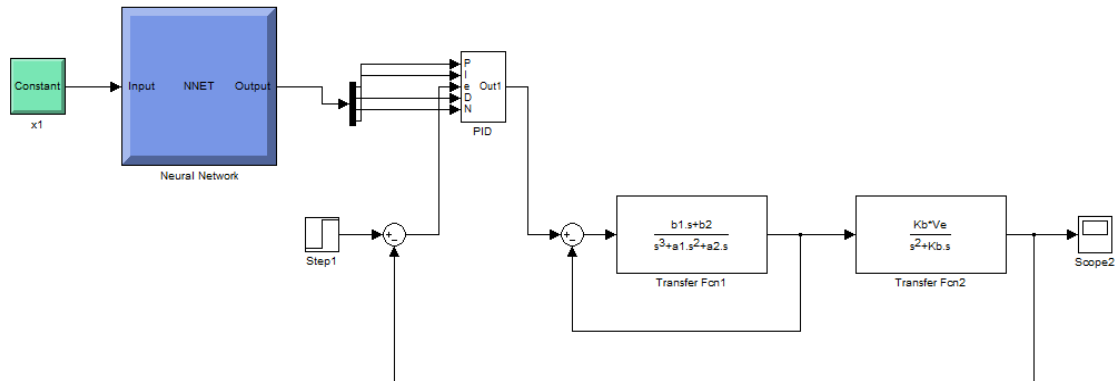 Constant
x1
Input NNET Output
Neural Network
P
I
e
D
N
Out1
PID
Step1
+
-
+
-
b1.s+b2
s³+a1.s²+a2.s
Transfer Fcn1
Kb*Ve
s²+Kb.s
Transfer Fcn2
Scope2